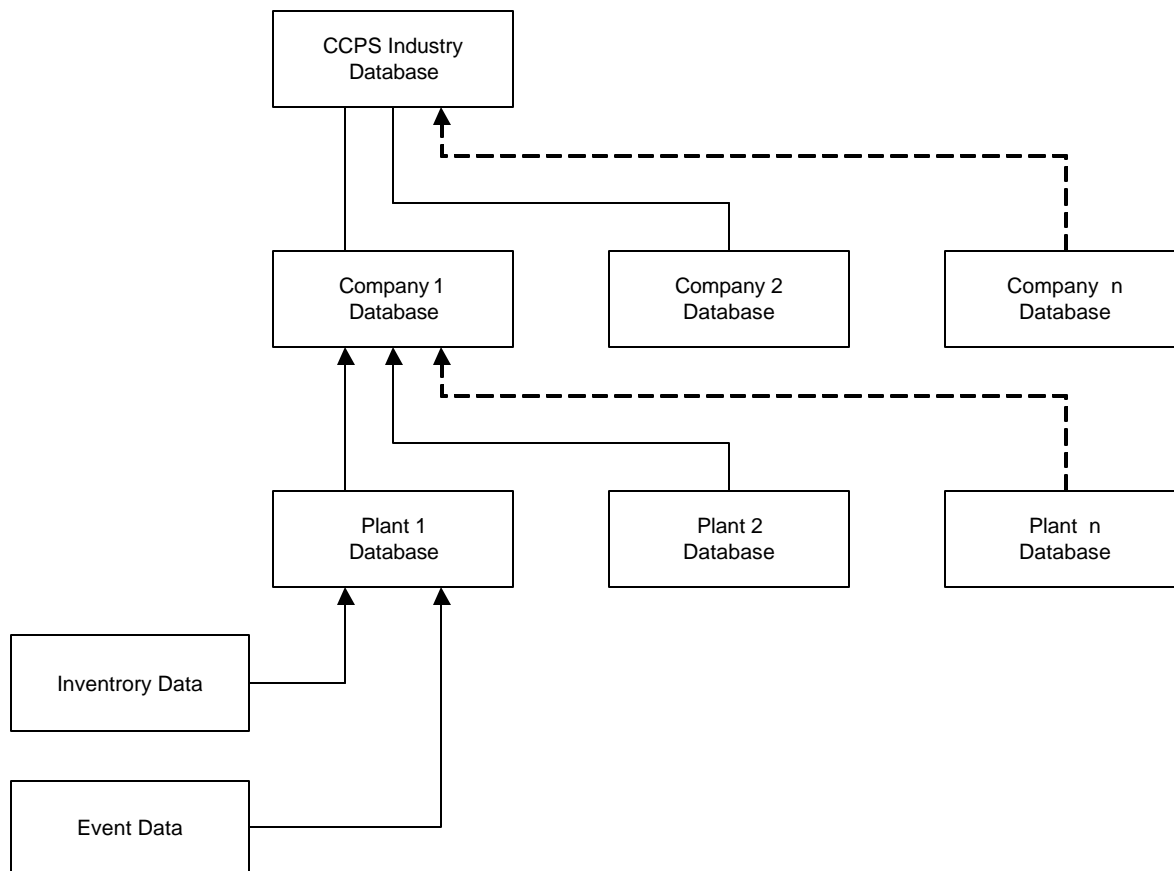 CCPS Industry
Database
Company 1
Database
Company 2
Database
Company n
Database
Plant 1
Database
Plant 2
Database
Plant n
Database
Inventrory Data
Event Data